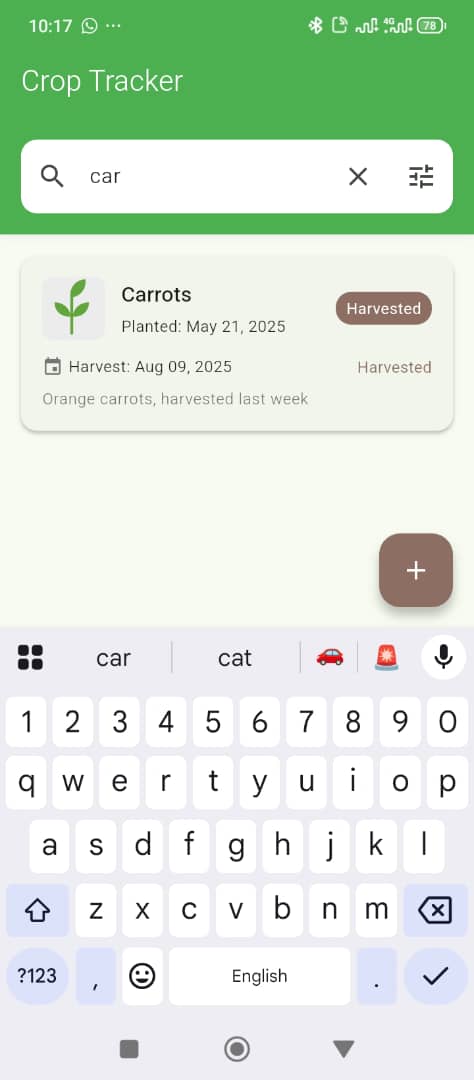 10:17
4G
78
Crop Tracker
car
Carrots
Harvested
Planted: May 21, 2025
Harvest: Aug 09, 2025
Harvested
Orange carrots, harvested last week
+
car cat
1 2 3 4 5 6 7 8 9 0
q w e r t y u i o p
a s d f g h j k l
z x c v b n m
?123 , English .